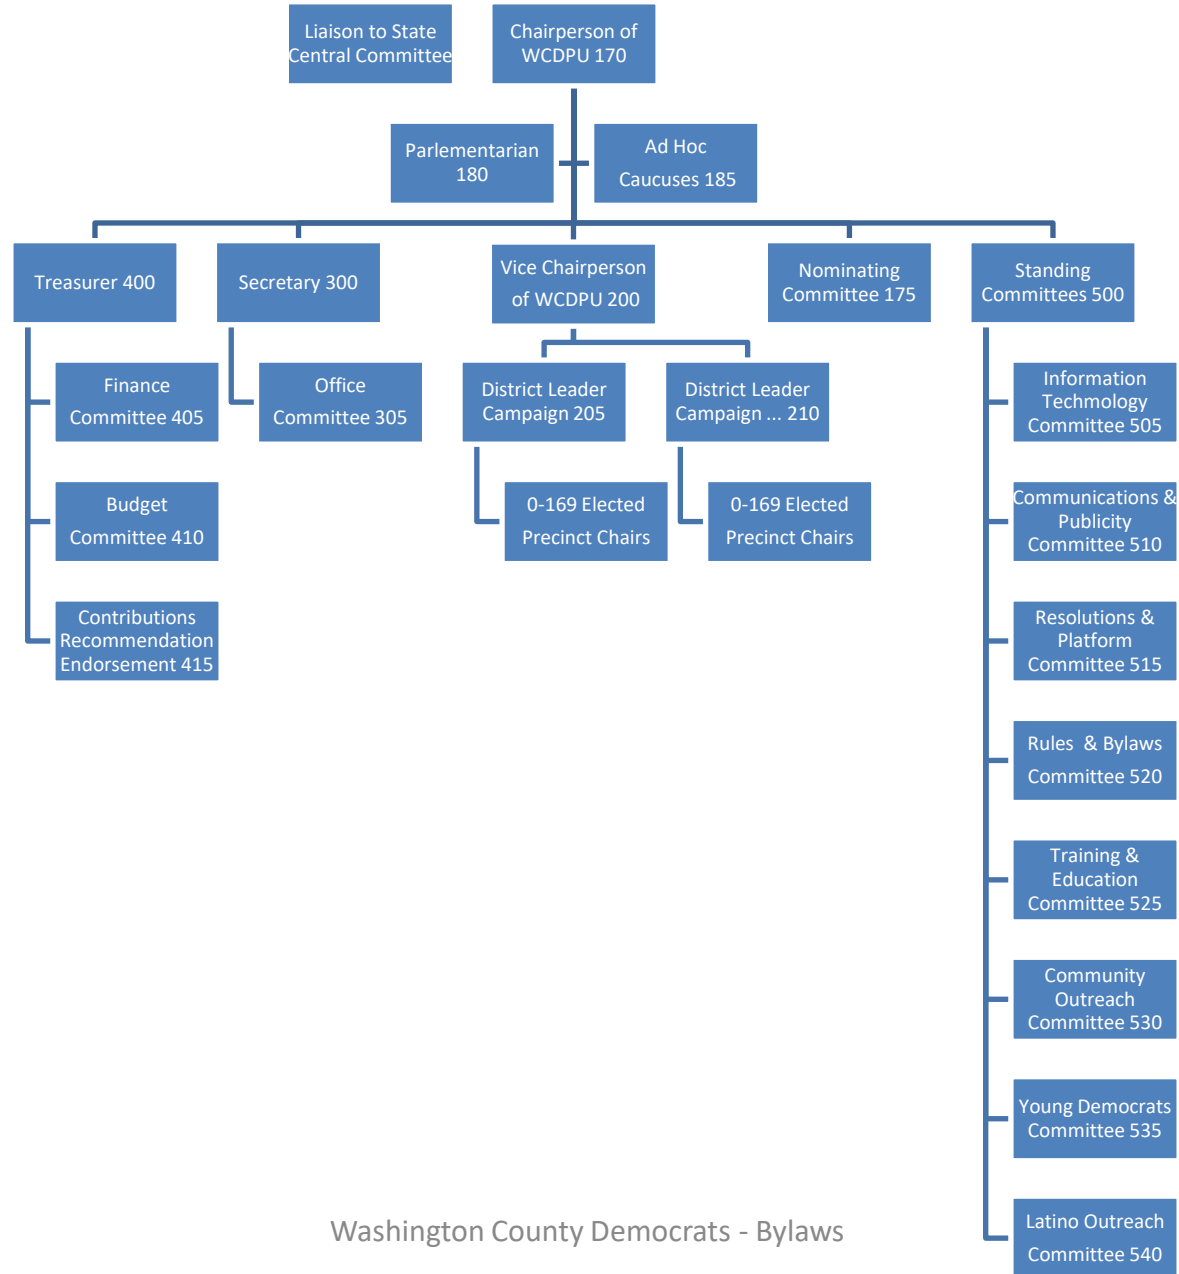 Liaison to State
Central Committee
Chairperson of
WCDPU 170
Parlementarian
180
Ad Hoc
Caucuses 185
Treasurer 400
Secretary 300
Vice Chairperson
of WCDPU 200
Nominating
Committee 175
Standing
Committees 500
Finance
Committee 405
Office
Committee 305
District Leader
Campaign 205
District Leader
Campaign ... 210
Information
Techmology
Committee 505
Budget
Committee 410
0-169 Elected
Precinct Chairs
0-169 Elected
Precinct Chairs
Communications &
Publicity
Committee 510
Contributions
Recommendation
Endorsement 415
Resolutions &
Platform
Committee 515
Rules & Bylaws
Committee 520
Training &
Education
Committee 525
Community
Outreach
Committee 530
Young Democrats
Committee 535
Latino Outreach
Committee 540
Washington County Democrats - Bylaws